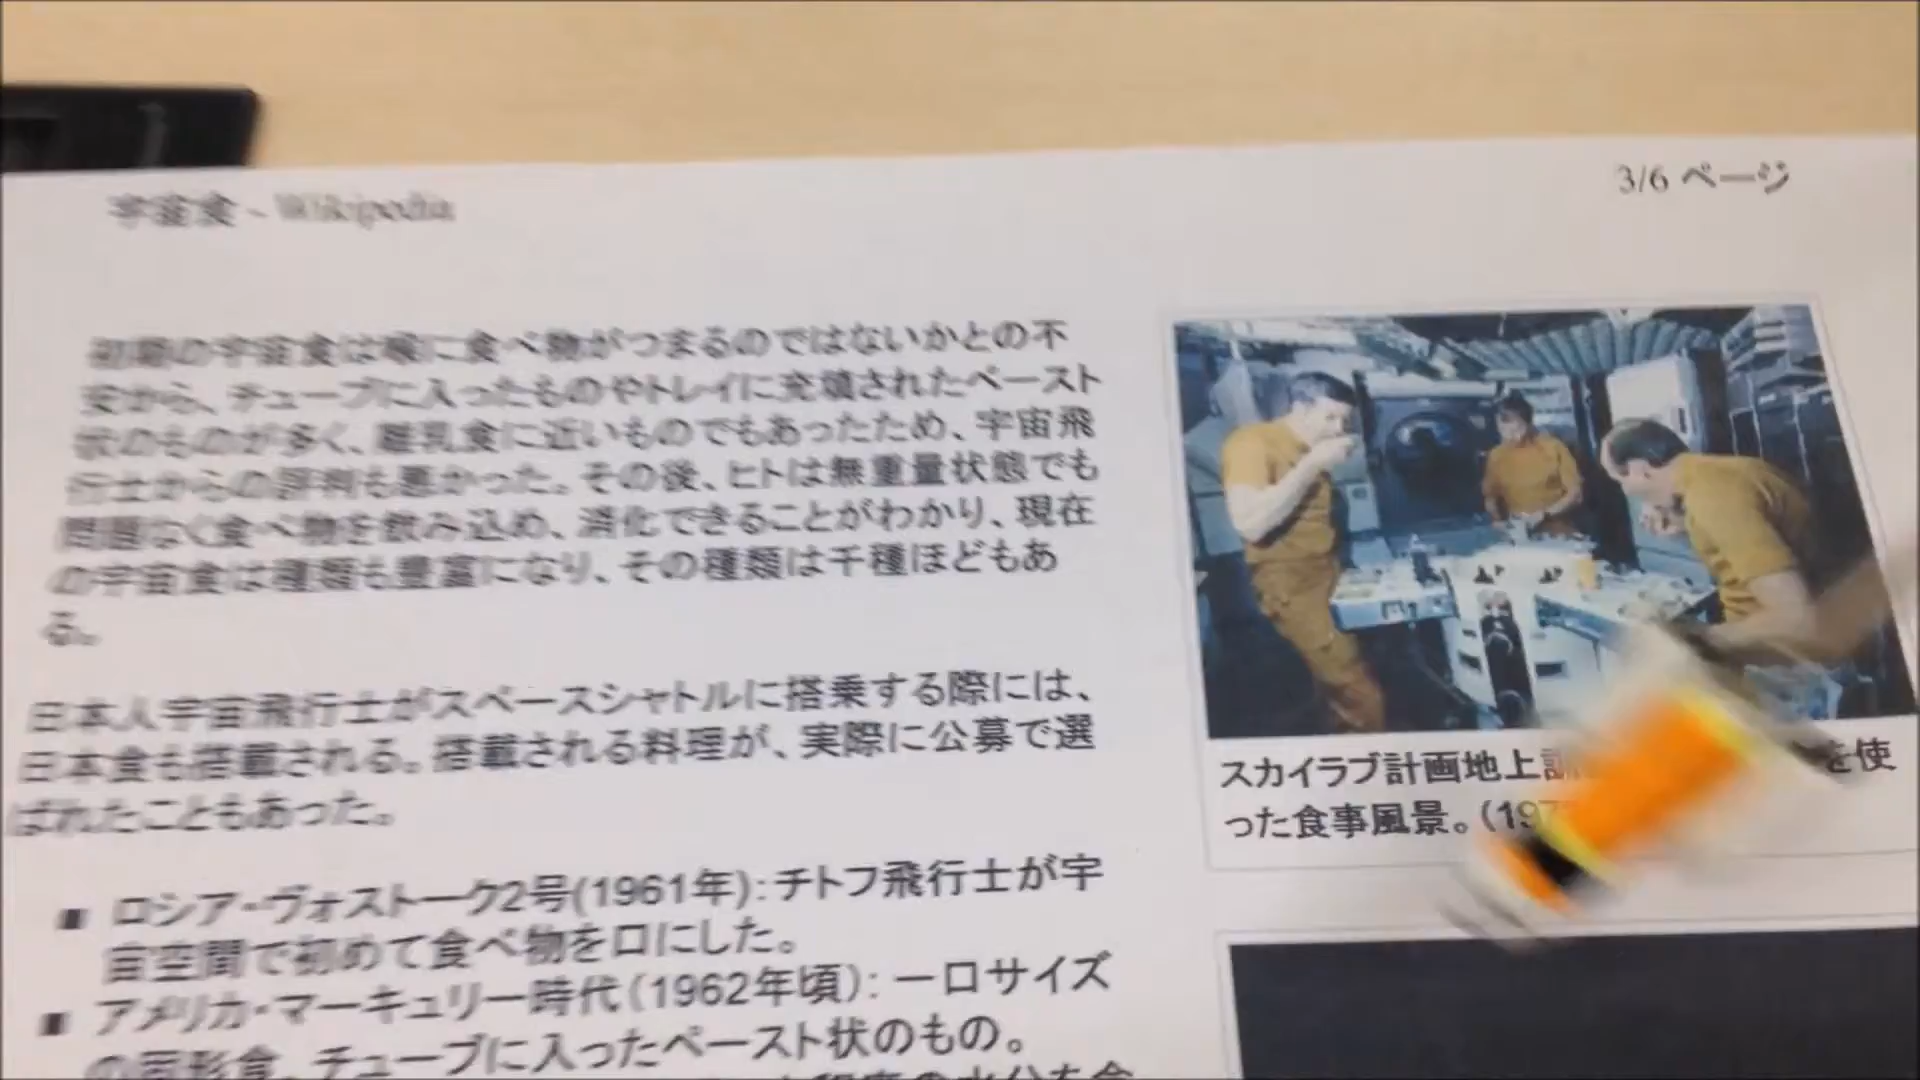 宇宙食 - Wikipedia
3/6 ページ
初期の宇宙食は喉に食べ物がつまるのではないかとの不
安から、チューブに入ったものやトレイに充填されたペースト
状のものが多く、離乳食に近いものでもあったため、宇宙飛
行士からの評判も悪かった。その後、ヒトは無重量状態でも
問題なく食べ物を飲み込め、消化できることがわかり、現在
の宇宙食は種類も豊富になり、その種類は千種ほどもあ
る。
日本人宇宙飛行士がスペースシャトルに搭乗する際には、
日本食も搭載される。搭載される料理が、実際に公募で選
ばれたこともあった。
■ ロシア・ヴォストーク2号(1961年):チトフ飛行士が宇
宙空間で初めて食べ物を口にした。
■ アメリカ・マーキュリー時代(1962年頃): 一口サイズ
の固形食。チューブに入ったペースト状のもの。
スカイラブ計画地上 を使
った食事風景。(197